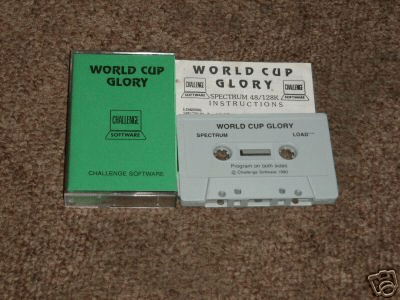 WORLD CUP
GLORY
CHALLENGE
SOFTWARE
CHALLENGE SOFTWARE
WORLD CUP
GLORY
CHALLENGE
SOFTWARE
SPECTRUM 48/128K
INSTRUCTIONS
WORLD CUP GLORY
SPECTRUM
LOAD""
Program on both sides
© Challenge Software 1990